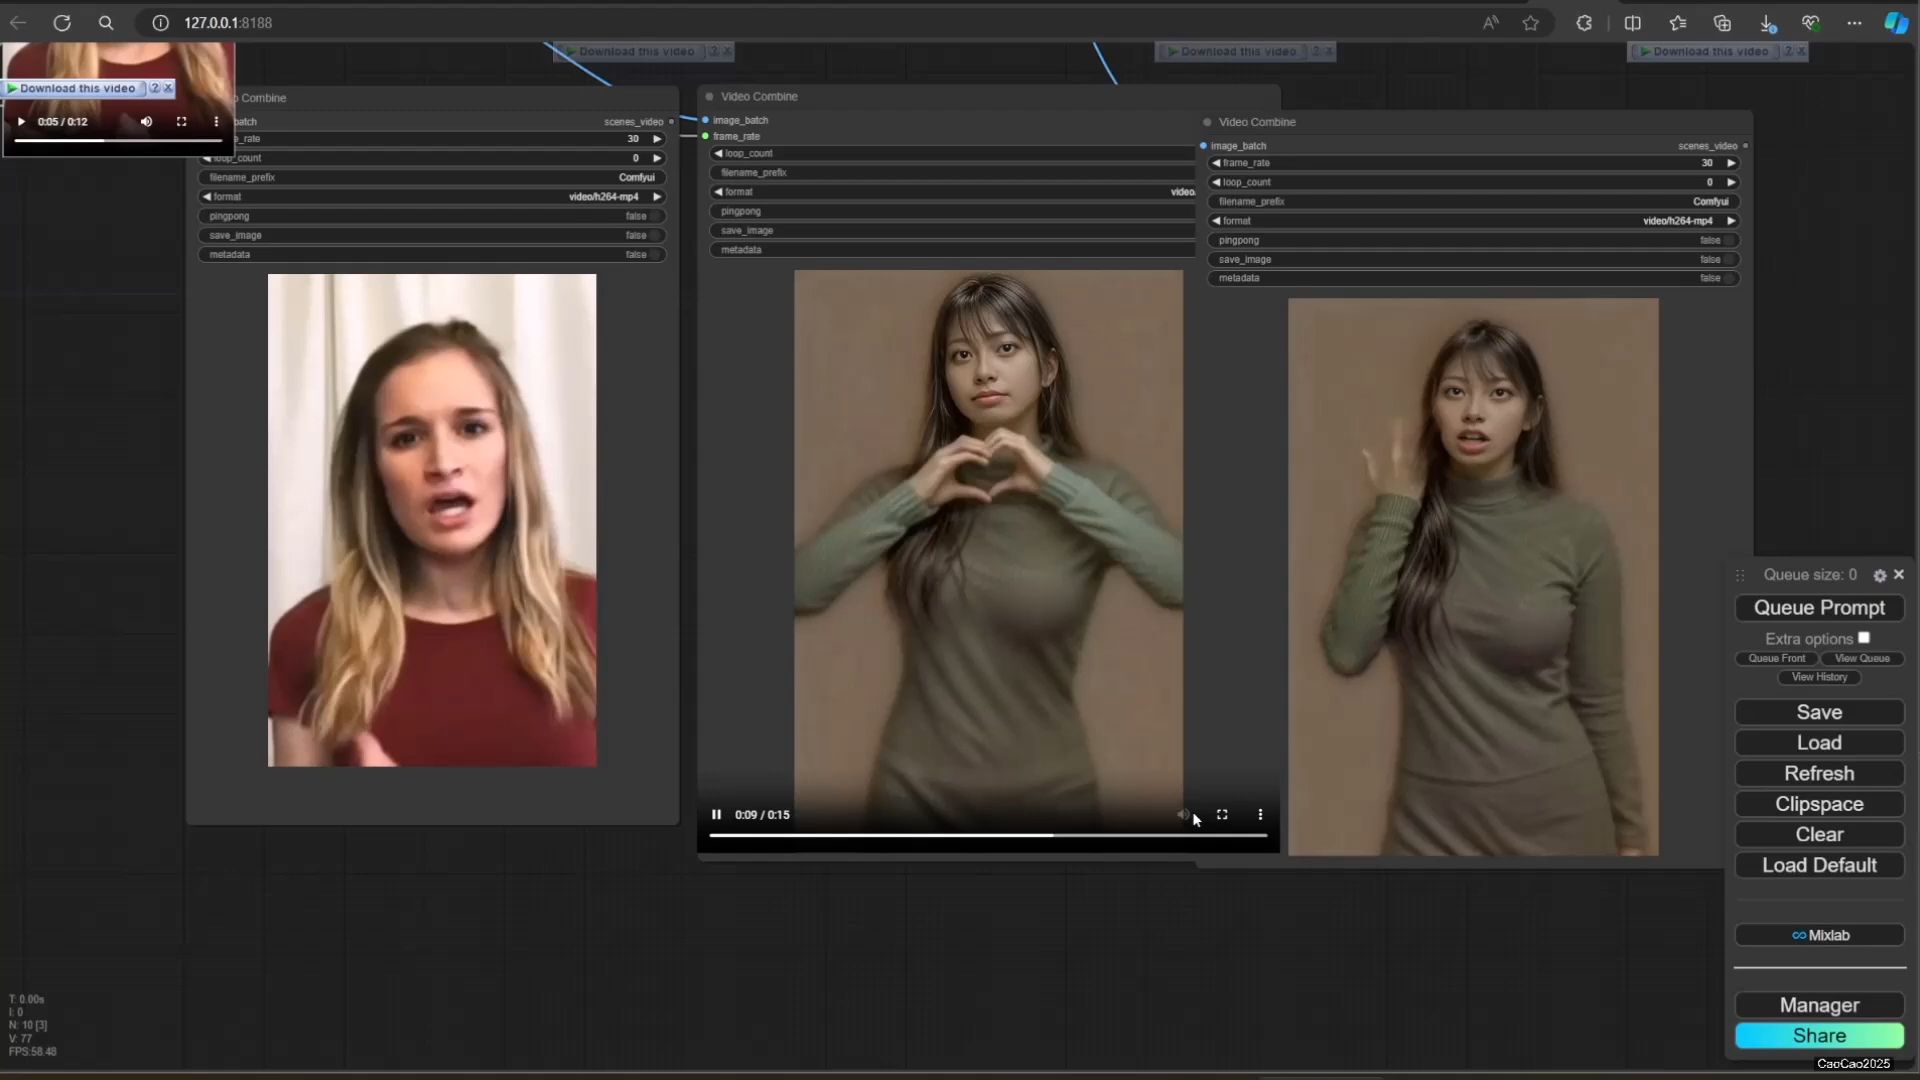 127.0.0.1:8188
Download this video
Download this video
Download this video
Download this video
0:05 / 0:12
Combine
batch
scenes_video
e_rate
30
loop_count
0
filename_prefix
Comfyui
format
video/h264-mp4
pingpong
false
save_image
false
metadata
false
Video Combine
image_batch
frame_rate
loop_count
filename_prefix
format
video
pingpong
save_image
metadata
0:09 / 0:15
Video Combine
image_batch
scenes_video
frame_rate
30
loop_count
0
filename_prefix
Comfyui
format
video/h264-mp4
pingpong
false
save_image
false
metadata
false
Queue size: 0
Queue Prompt
Extra options
Queue Front
View Queue
View History
Save
Load
Refresh
Clipspace
Clear
Load Default
Mixlab
Manager
Share
CaoCao2025
T: 0.00s
I: 0
N: 10 [3]
V: 77
FPS:58.48